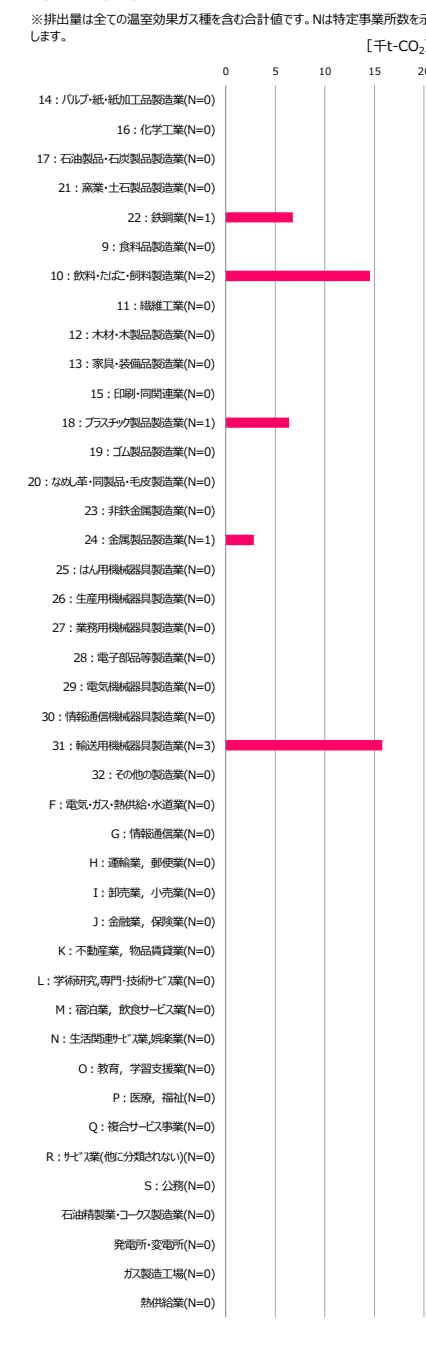 ※排出量は全ての温室効果ガス種を含む合計値です。Nは特定事業所数を示
します。
[千t-CO2]
0 5 10 15 20
14:パルプ・紙・紙加工品製造業(N=0)
16:化学工業(N=0)
17:石油製品・石炭製品製造業(N=0)
21:窯業・土石製品製造業(N=0)
22:鉄鋼業(N=1)
9:食料品製造業(N=0)
10:飲料・たばこ・飼料製造業(N=2)
11:繊維工業(N=0)
12:木材・木製品製造業(N=0)
13:家具・装備品製造業(N=0)
15:印刷・同関連業(N=0)
18:プラスチック製品製造業(N=1)
19:ゴム製品製造業(N=0)
20:なめし革・同製品・毛皮製造業(N=0)
23:非鉄金属製造業(N=0)
24:金属製品製造業(N=1)
25:はん用機械器具製造業(N=0)
26:生産用機械器具製造業(N=0)
27:業務用機械器具製造業(N=0)
28:電子部品等製造業(N=0)
29:電気機械器具製造業(N=0)
30:情報通信機械器具製造業(N=0)
31:輸送用機械器具製造業(N=3)
32:その他の製造業(N=0)
F:電気・ガス・熱供給・水道業(N=0)
G:情報通信業(N=0)
H:運輸業，郵便業(N=0)
I:卸売業，小売業(N=0)
J:金融業，保険業(N=0)
K:不動産業，物品賃貸業(N=0)
L:学術研究,専門・技術ｻｰﾋﾞｽ業(N=0)
M:宿泊業，飲食サービス業(N=0)
N:生活関連ｻｰﾋﾞｽ業,娯楽業(N=0)
O:教育，学習支援業(N=0)
P:医療，福祉(N=0)
Q:複合サービス事業(N=0)
R:ｻｰﾋﾞｽ業(他に分類されない)(N=0)
S:公務(N=0)
石油精製業・コークス製造業(N=0)
発電所・変電所(N=0)
ガス製造工場(N=0)
熱供給業(N=0)